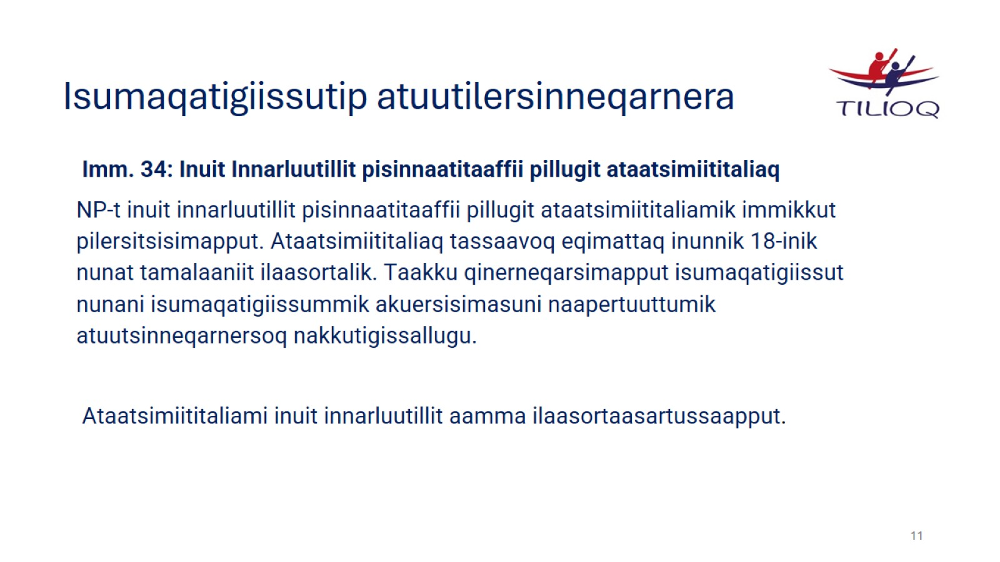 TILIOQ
Isumaqatigiissutip atuutilersinneqarnera
Imm. 34: Inuit Innarluutillit pisinnaatitaaffii pillugit ataatsimiititaliaq
NP-t inuit innarluutillit pisinnaatitaaffii pillugit ataatsimiititaliamik immikkut
pilersitsisimapput. Ataatsimiititaliaq tassaavoq eqimattaq inunnik 18-inik
nunat tamalaaniit ilaasortalik. Taakku qinerneqarsimapput isumaqatigiissut
nunani isumaqatigiissummik akuersisimasuni naapertuuttumik
atuutsinneqarnersoq nakkutigissallugu.
Ataatsimiititaliami inuit innarluutillit aamma ilaasortaasartussaapput.
11